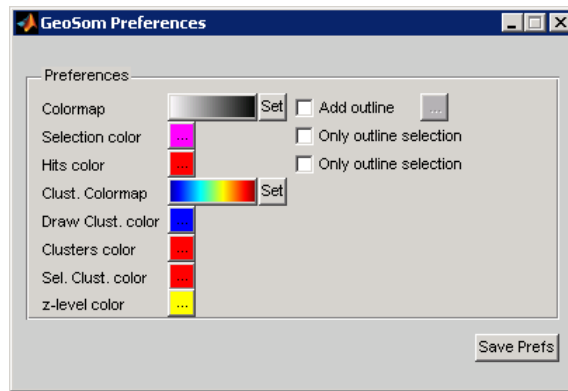 GeoSom Preferences
Preferences
Colormap Set Add outline ...
Selection color ... Only outline selection
Hits color ... Only outline selection
Clust. Colormap Set
Draw Clust. color ...
Clusters color ...
Sel. Clust. color ...
z-level color ...
Save Prefs